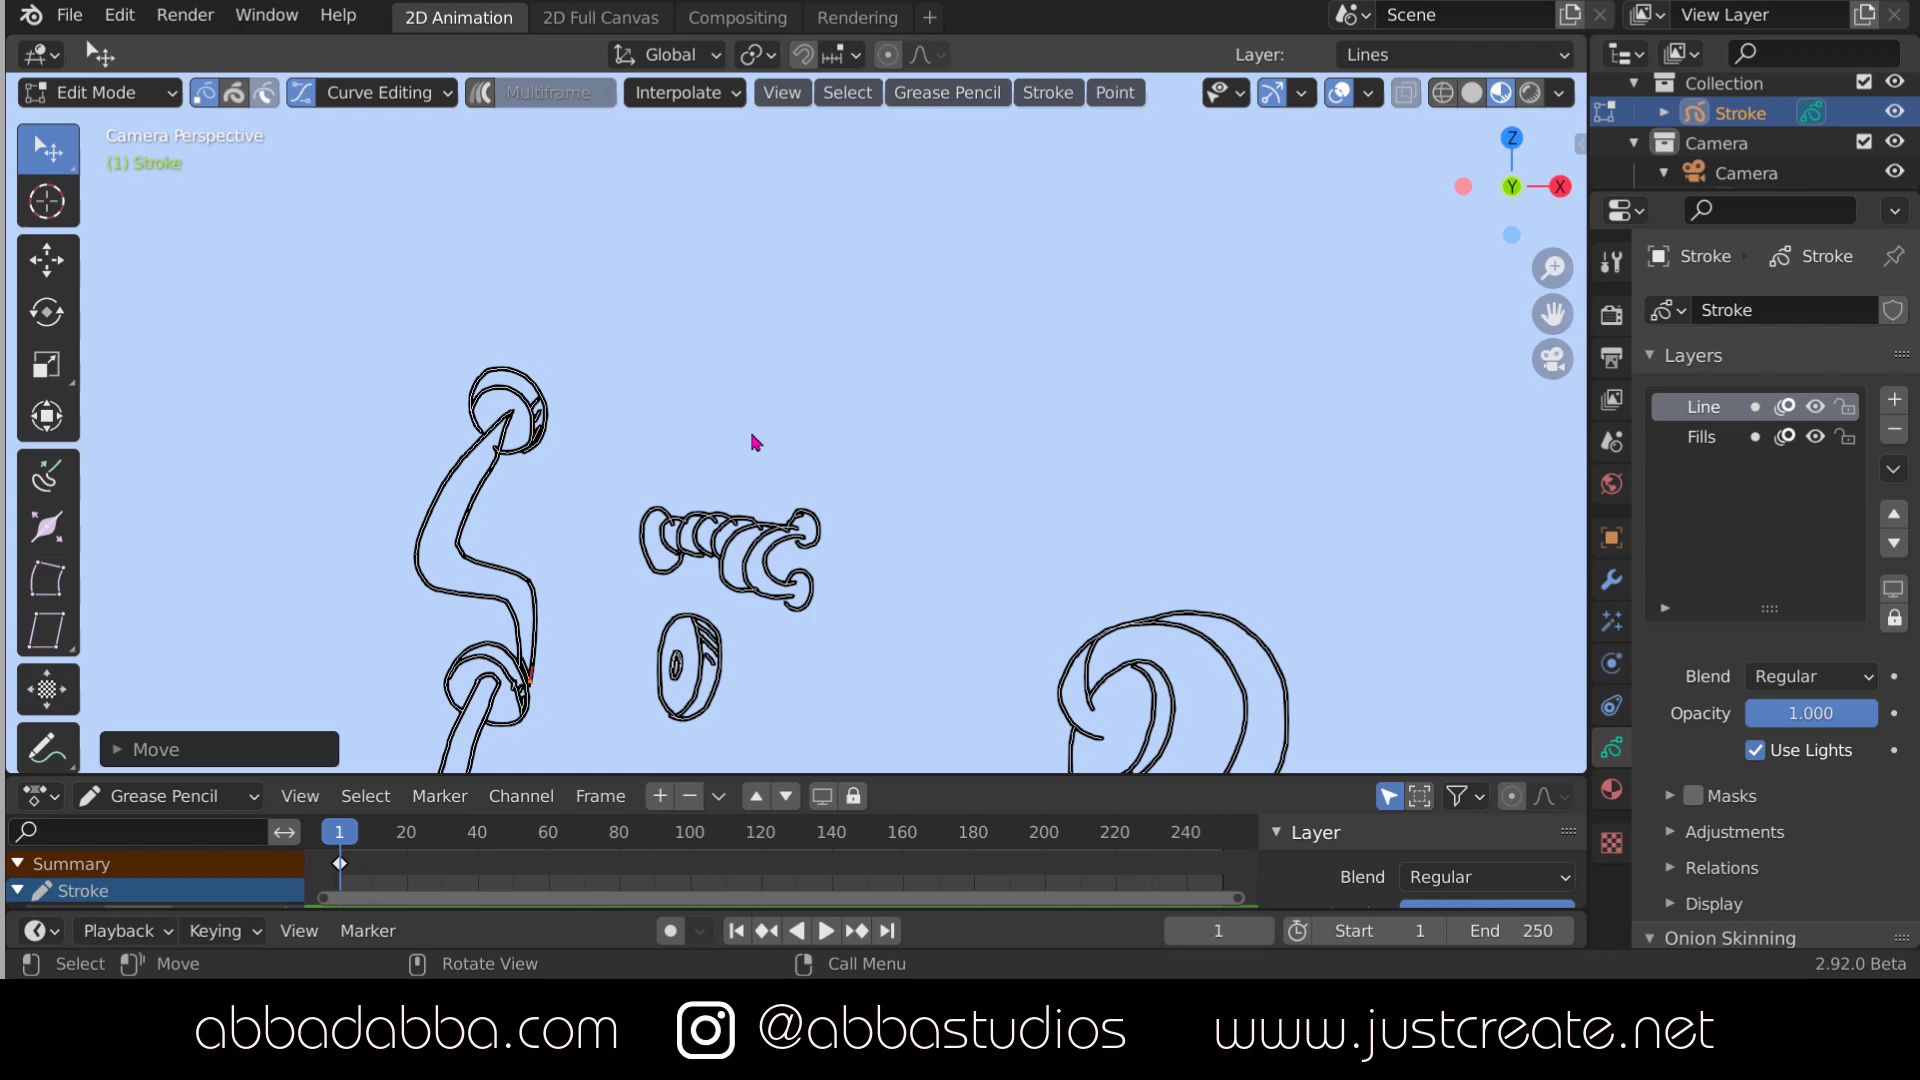 File Edit Render Window Help 2D Animation 2D Full Canvas Compositing Rendering + Scene View Layer
Global Layer: Lines
Edit Mode Curve Editing Multiframe Interpolate View Select Grease Pencil Stroke Point
Collection
Stroke
Camera
Camera
Camera Perspective
(1) Stroke
Z
Y X
Stroke Stroke
Stroke
Layers
Line
Fills
Blend Regular
Opacity 1.000
Use Lights
Masks
Adjustments
Relations
Display
Onion Skinning
Move
Grease Pencil View Select Marker Channel Frame
1 20 40 60 80 100 120 140 160 180 200 220 240
Layer
Summary
Stroke
Blend Regular
Playback Keying View Marker 1 Start 1 End 250
Select Move Rotate View Call Menu 2.92.0 Beta
abbadabba.com @abbastudios www.justcreate.net